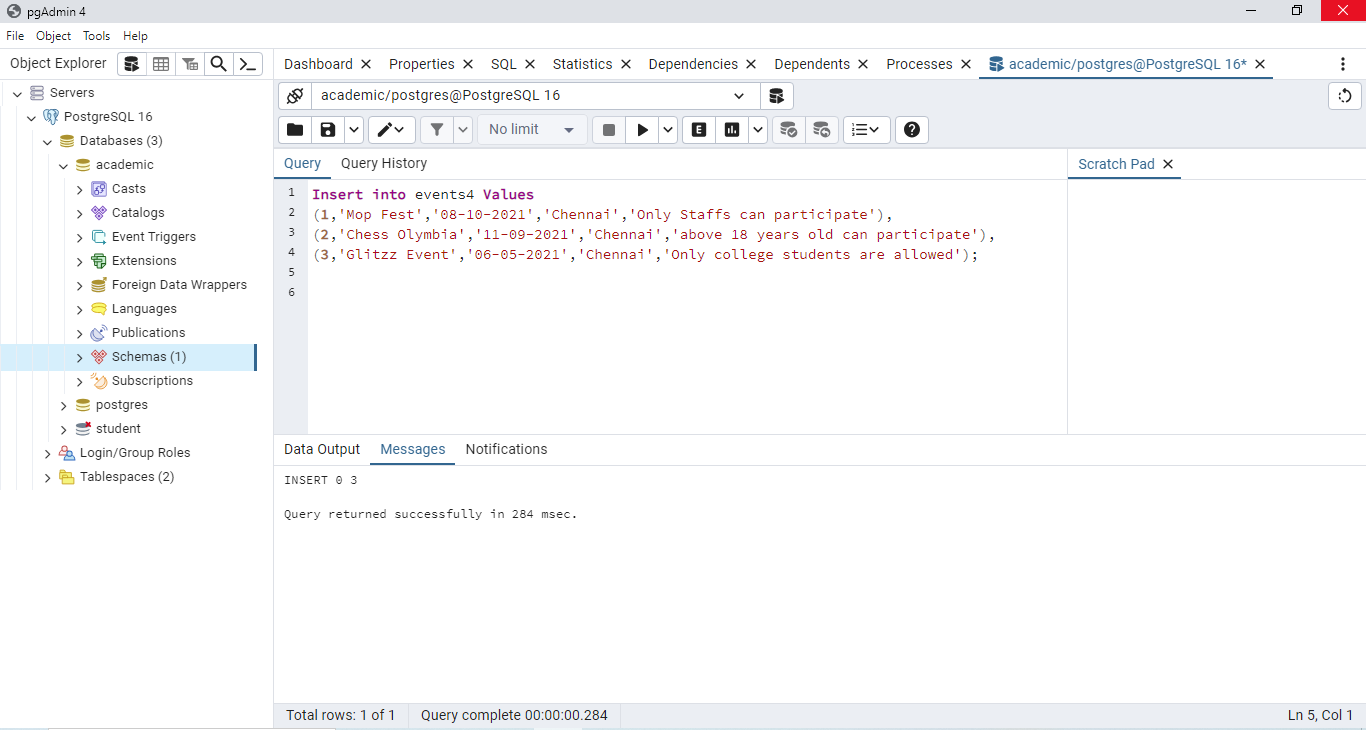 pgAdmin 4
File Object Tools Help
Object Explorer
Dashboard Properties SQL Statistics Dependencies Dependents Processes academic/postgres@PostgreSQL 16*
Servers
PostgreSQL 16
Databases (3)
academic
Casts
Catalogs
Event Triggers
Extensions
Foreign Data Wrappers
Languages
Publications
Schemas (1)
Subscriptions
postgres
student
Login/Group Roles
Tablespaces (2)
academic/postgres@PostgreSQL 16
No limit
E
Query Query History
Scratch Pad
1 Insert into events4 Values
2 (1,'Mop Fest','08-10-2021','Chennai','Only Staffs can participate'),
3 (2,'Chess Olymbia','11-09-2021','Chennai','above 18 years old can participate'),
4 (3,'Glitzz Event','06-05-2021','Chennai','Only college students are allowed');
5
6
Data Output Messages Notifications
INSERT 0 3
Query returned successfully in 284 msec.
Total rows: 1 of 1 Query complete 00:00:00.284 Ln 5, Col 1